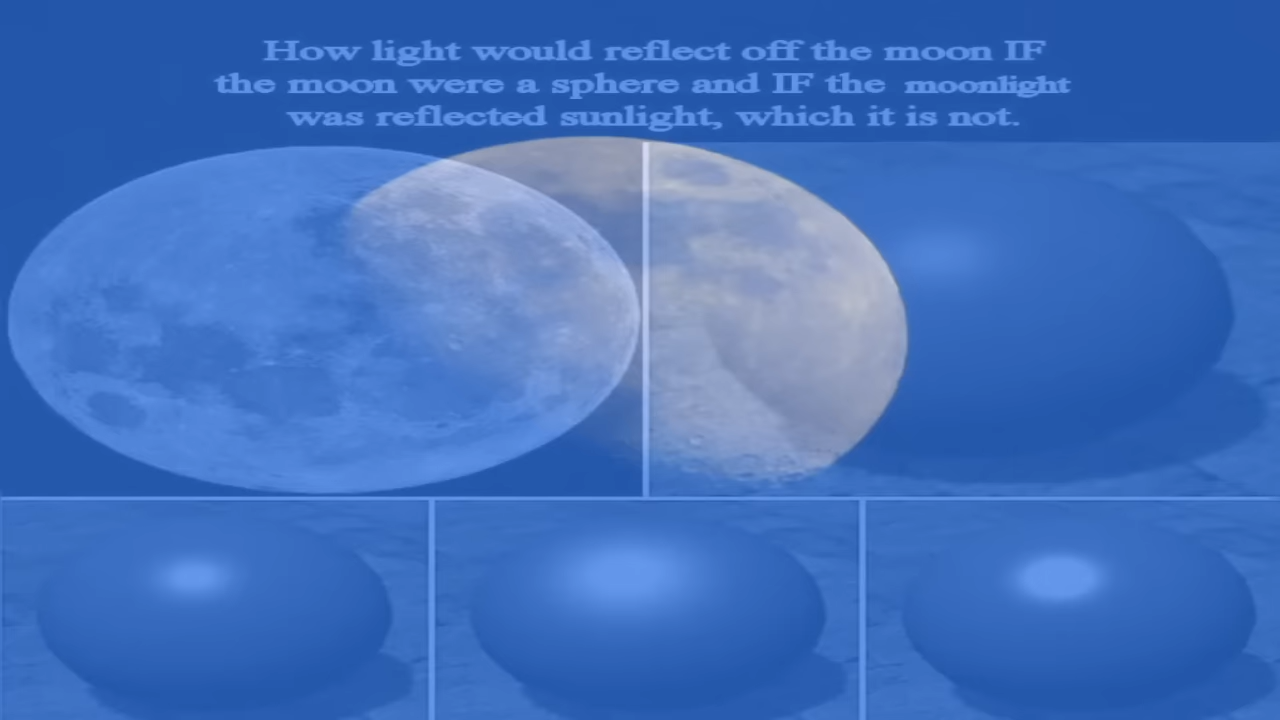 How light would reflect off the moon IF
the moon were a sphere and IF the moonlight
was reflected sunlight, which it is not.